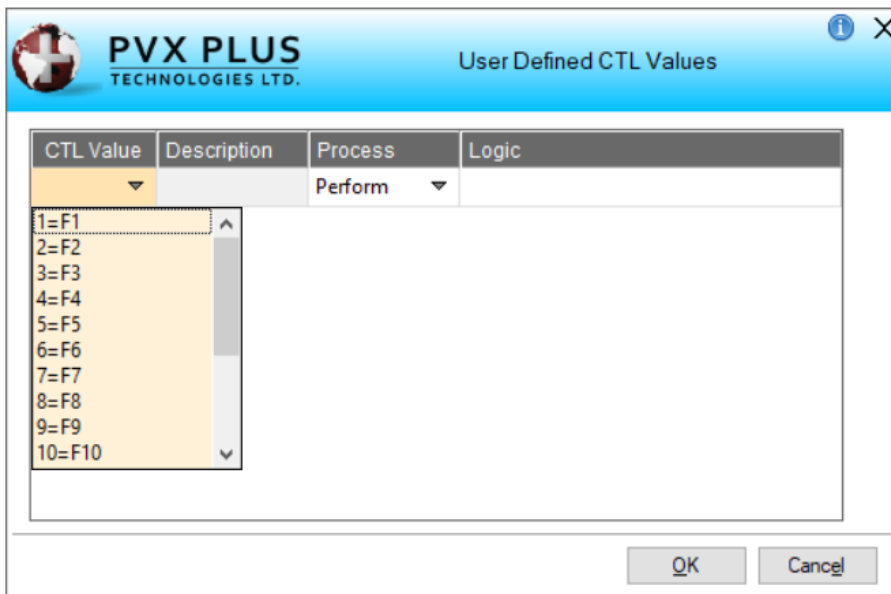 PVX PLUS
TECHNOLOGIES LTD.
User Defined CTL Values
CTL Value Description Process Logic
Perform
1=F1
2=F2
3=F3
4=F4
5=F5
6=F6
7=F7
8=F8
9=F9
10=F10
OK Cancel